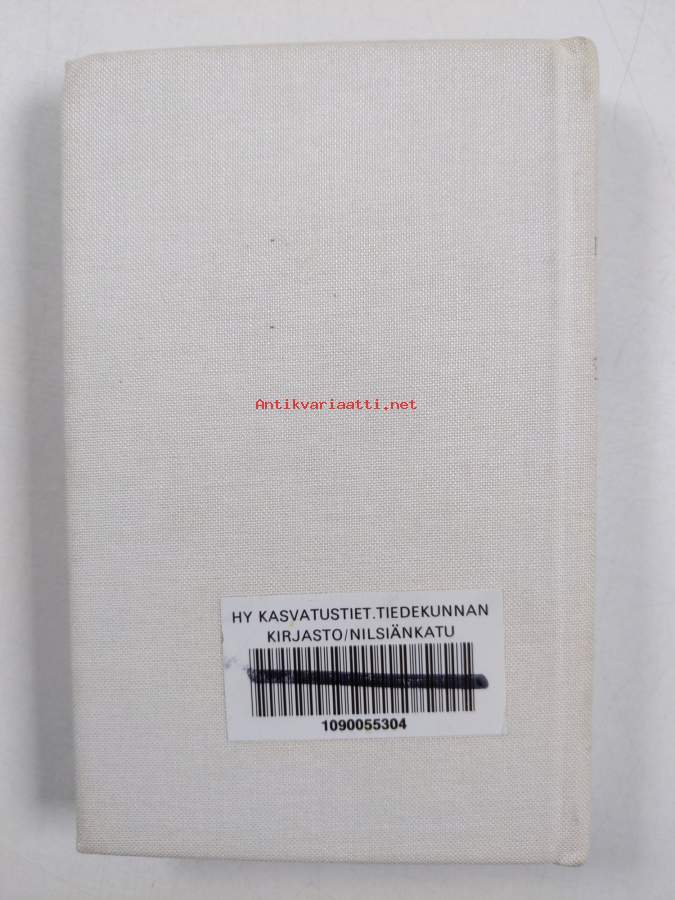 Antikvariaatti.net
HY KASVATUSTIET.TIEDEKUNNAN
KIRJASTO/NILSIÄNKATU
1090055304